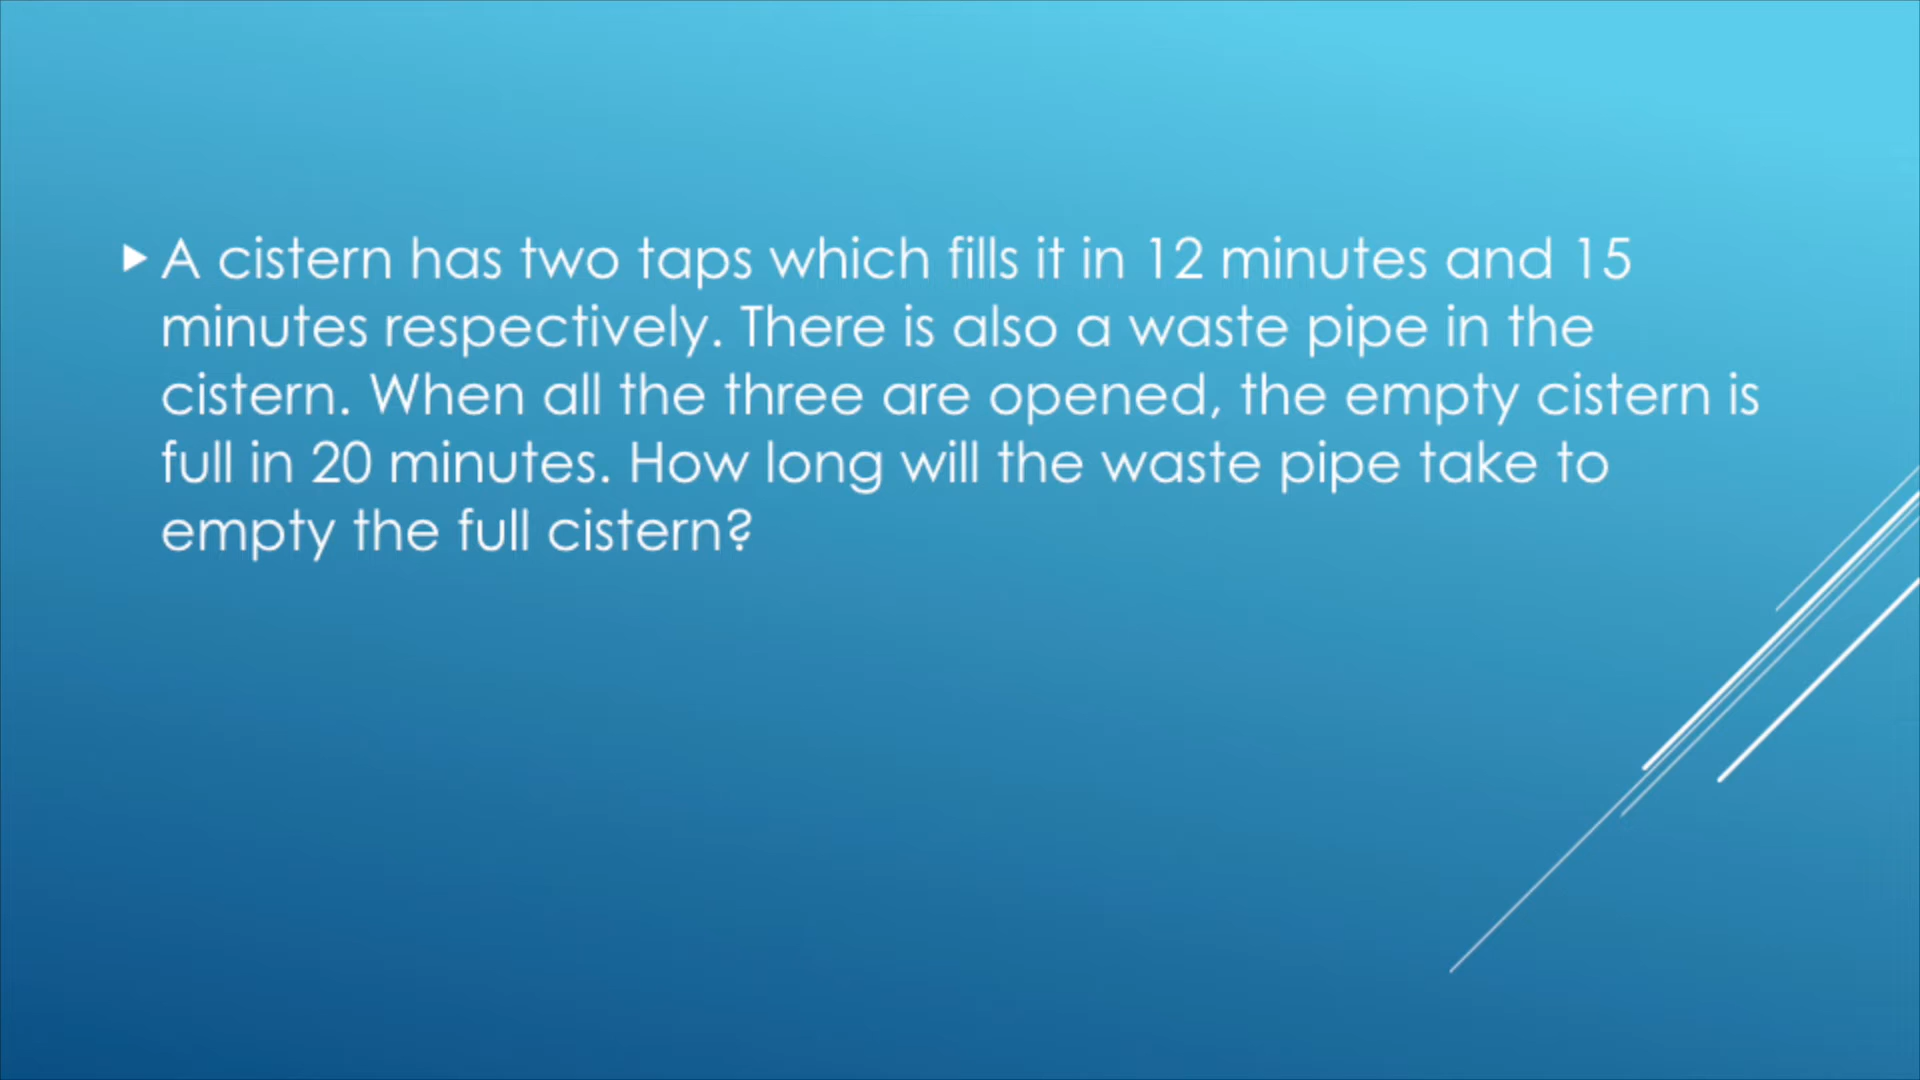 A cistern has two taps which fills it in 12 minutes and 15
minutes respectively. There is also a waste pipe in the
cistern. When all the three are opened, the empty cistern is
full in 20 minutes. How long will the waste pipe take to
empty the full cistern?